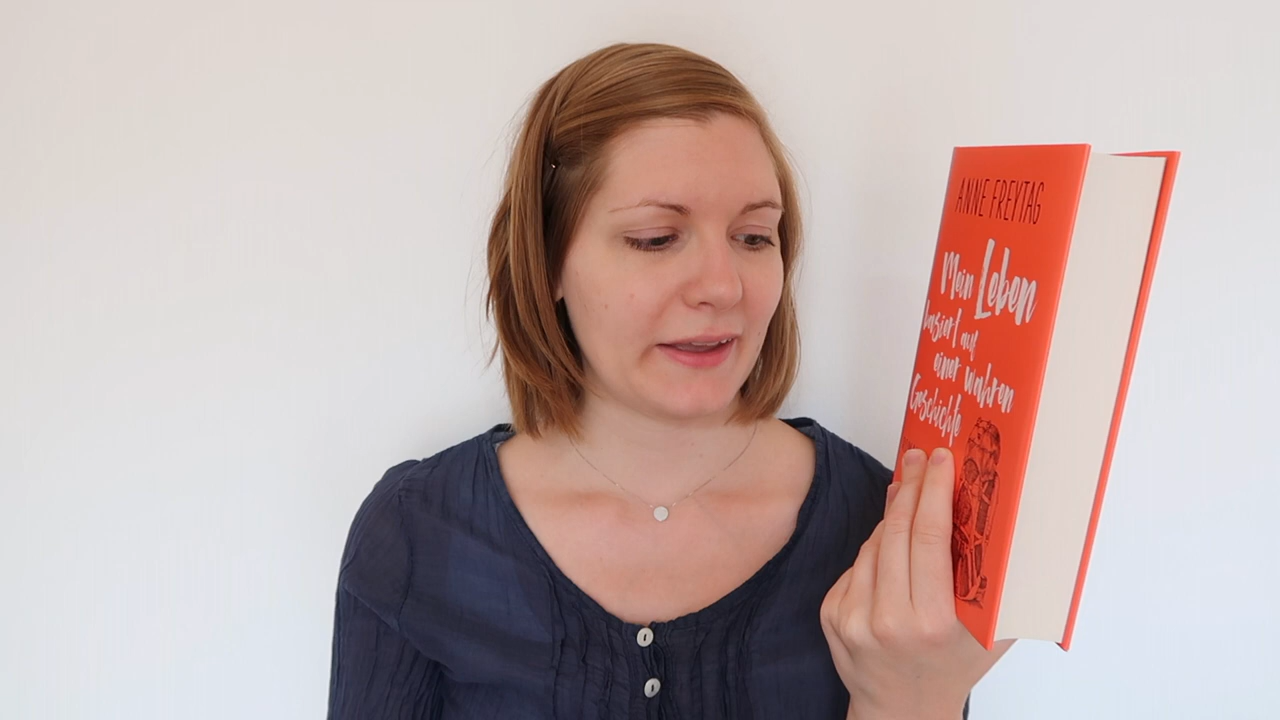 ANNE FREYTAG
Mein Leben
basiert auf
einer wahren
Geschichte